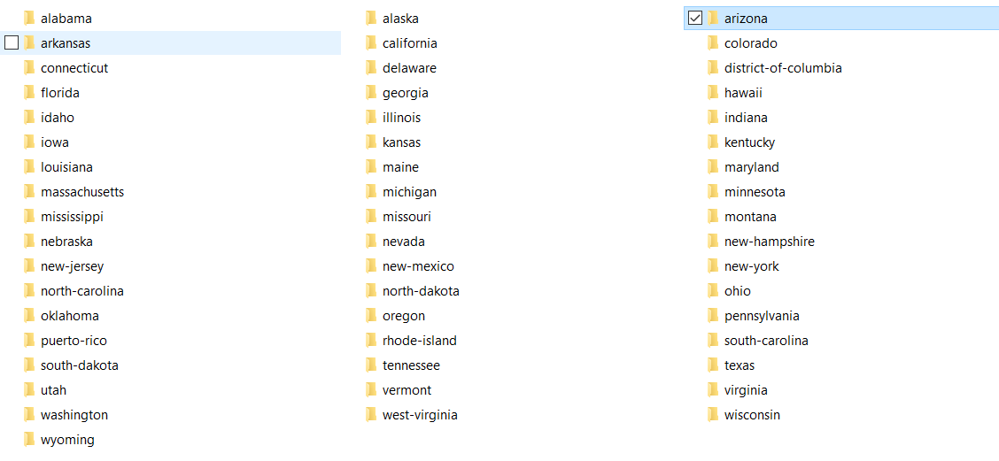 alabama
alaska
arizona
arkansas
california
colorado
connecticut
delaware
district-of-columbia
florida
georgia
hawaii
idaho
illinois
indiana
iowa
kansas
kentucky
louisiana
maine
maryland
massachusetts
michigan
minnesota
mississippi
missouri
montana
nebraska
nevada
new-hampshire
new-jersey
new-mexico
new-york
north-carolina
north-dakota
ohio
oklahoma
oregon
pennsylvania
puerto-rico
rhode-island
south-carolina
south-dakota
tennessee
texas
utah
vermont
virginia
washington
west-virginia
wisconsin
wyoming